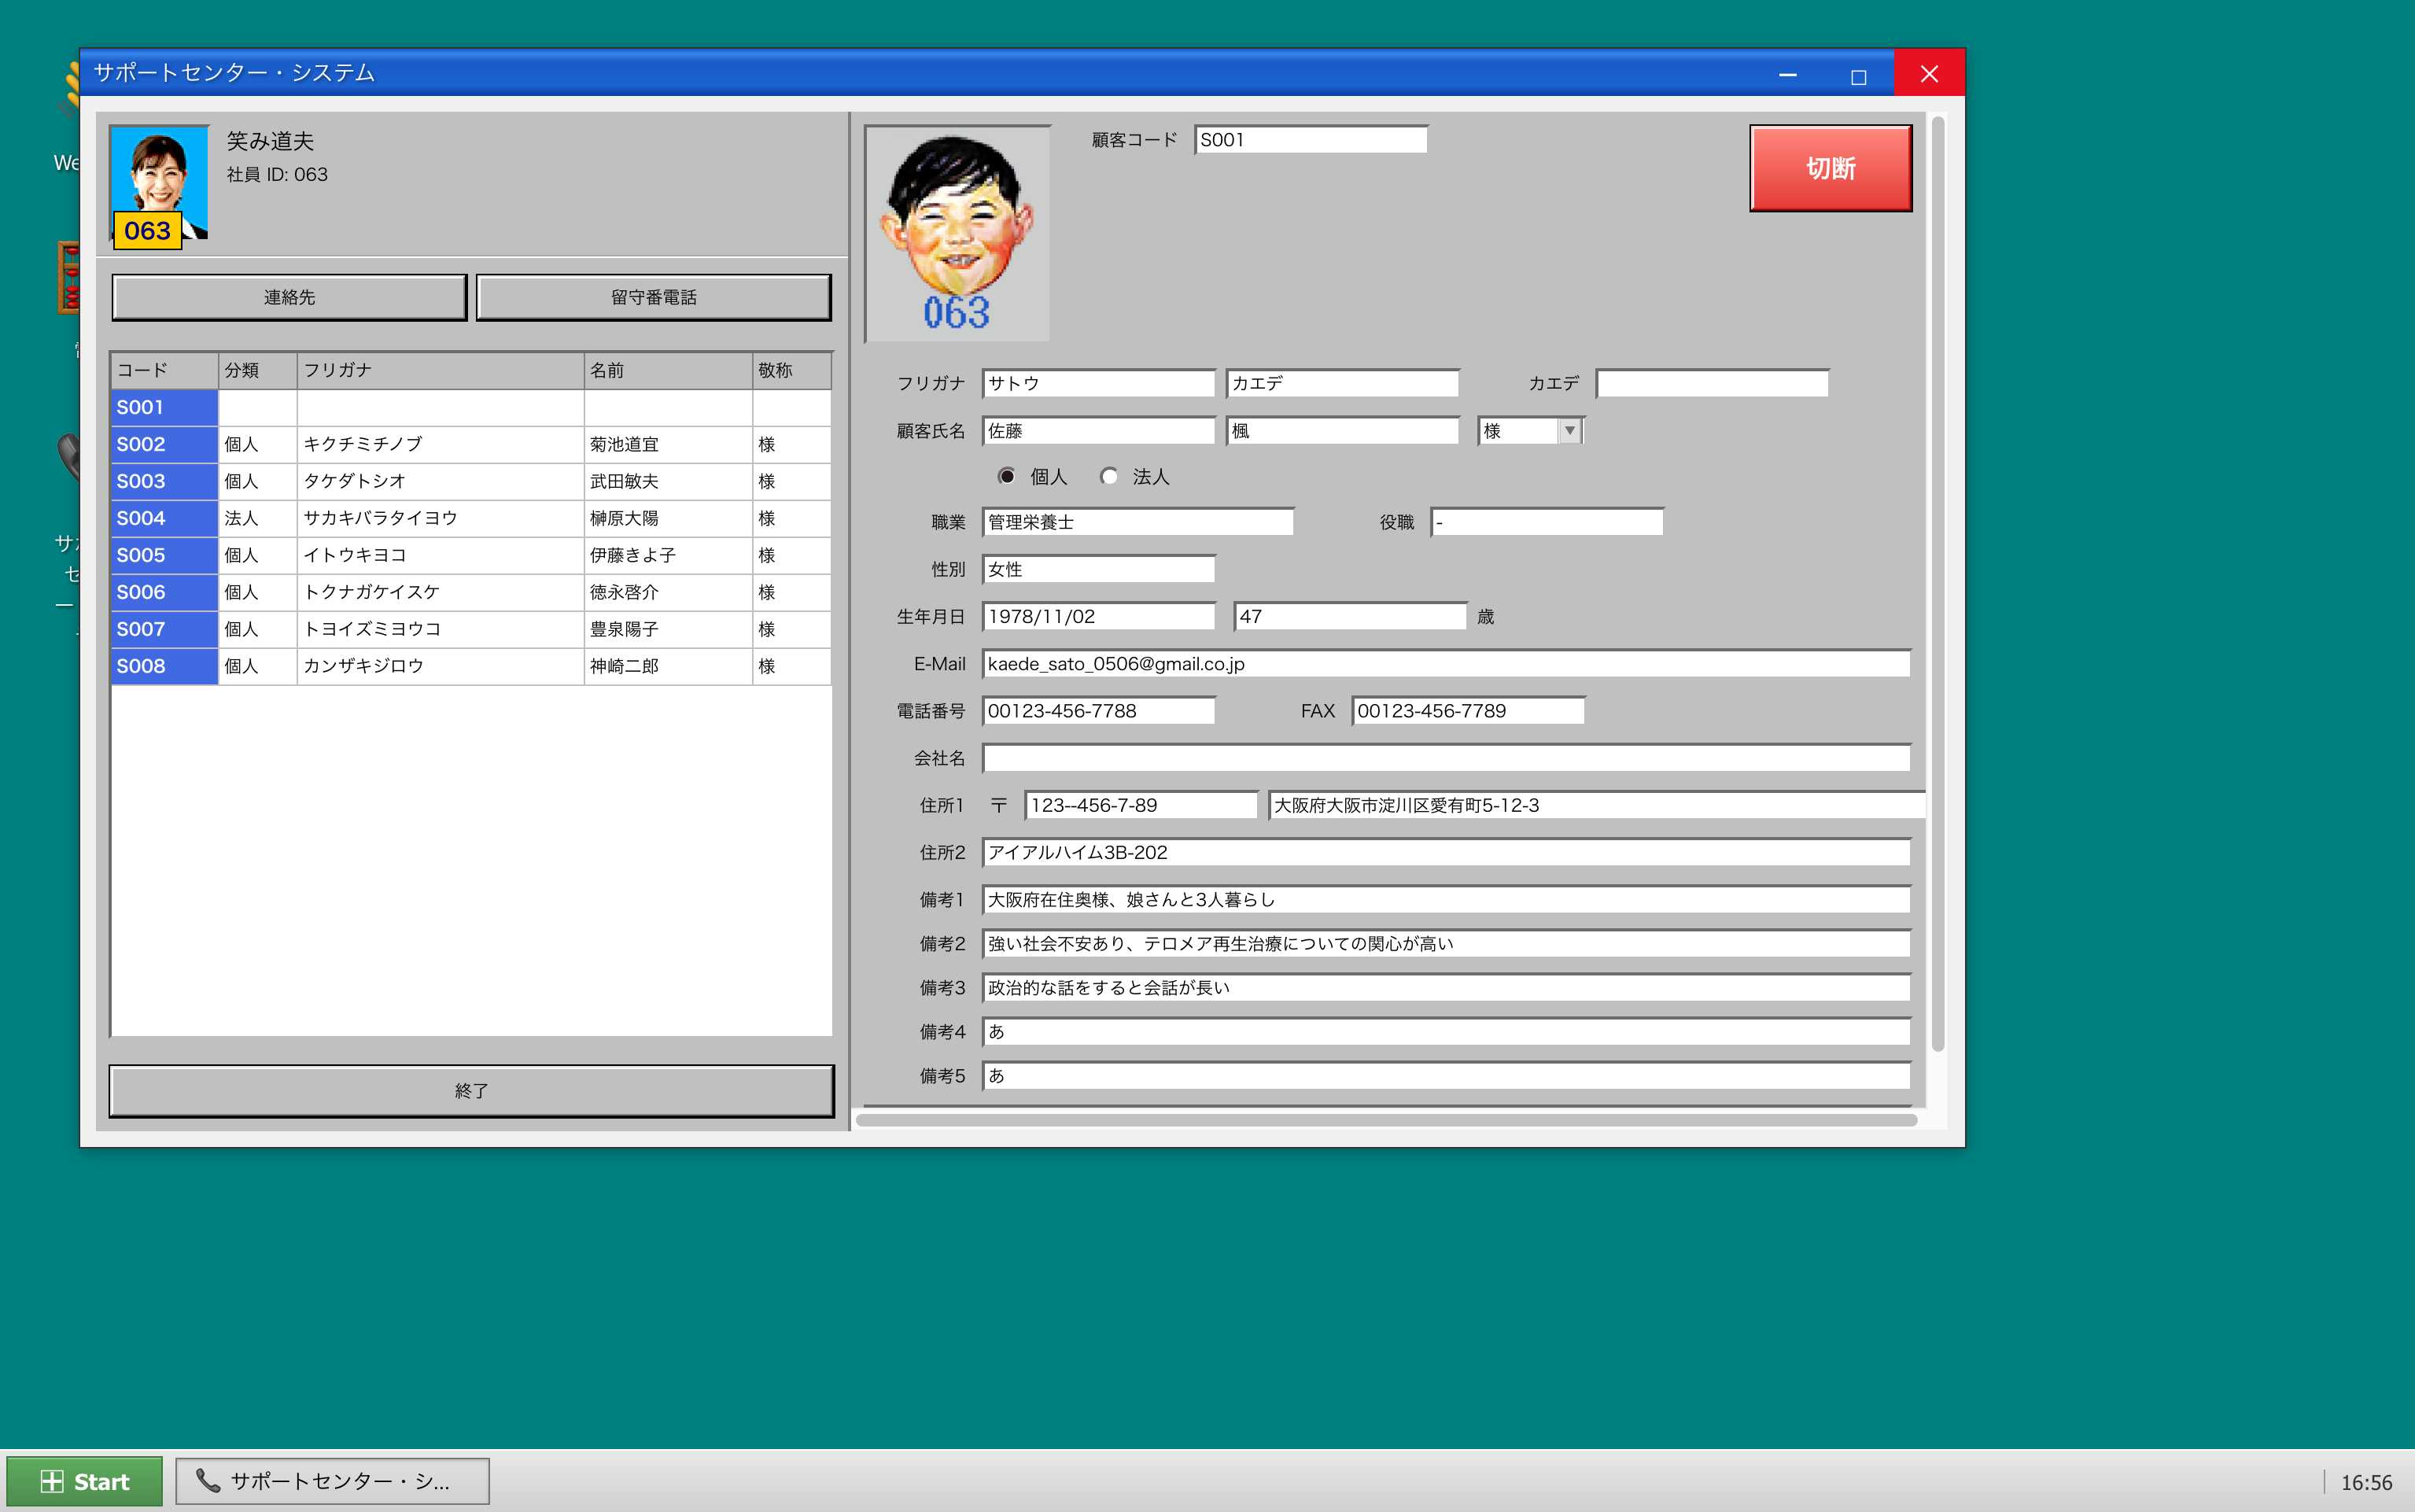 サポートセンター・システム
We
サ
セ
ー
笑み道夫
社員 ID: 063
063
連絡先
留守番電話
コード 分類 フリガナ 名前 敬称
S001
S002 個人 キクチミチノブ 菊池道宜 様
S003 個人 タケダトシオ 武田敏夫 様
S004 法人 サカキバラタイヨウ 榊原大陽 様
S005 個人 イトウキヨコ 伊藤きよ子 様
S006 個人 トクナガケイスケ 徳永啓介 様
S007 個人 トヨイズミヨウコ 豊泉陽子 様
S008 個人 カンザキジロウ 神崎二郎 様
終了
063
顧客コード S001
切断
フリガナ サトウ カエデ カエデ
顧客氏名 佐藤 楓 様
個人 法人
職業 管理栄養士 役職 -
性別 女性
生年月日 1978/11/02 47 歳
E-Mail kaede_sato_0506@gmail.co.jp
電話番号 00123-456-7788 FAX 00123-456-7789
会社名
住所1 〒 123--456-7-89 大阪府大阪市淀川区愛有町5-12-3
住所2 アイアルハイム3B-202
備考1 大阪府在住奥様、娘さんと3人暮らし
備考2 強い社会不安あり、テロメア再生治療についての関心が高い
備考3 政治的な話をすると会話が長い
備考4 あ
備考5 あ
Start
サポートセンター・シ...
16:56